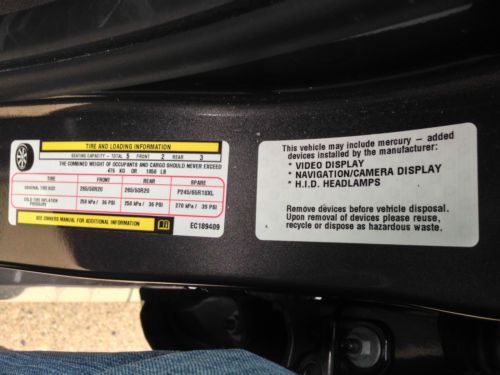 TIRE AND LOADING INFORMATION
SEATING CAPACITY - TOTAL 5 FRONT 2 REAR 3
THE COMBINED WEIGHT OF OCCUPANTS AND CARGO SHOULD NEVER EXCEED
476 KG OR 1050 LB
TIRE FRONT REAR SPARE
ORIGINAL TIRE SIZE 265/50R20 265/50R20 P245/65R18XL
COLD TIRE INFLATION PRESSURE 250 kPa / 36 PSI 250 kPa / 36 PSI 270 kPa / 39 PSI
SEE OWNERS MANUAL FOR ADDITIONAL INFORMATION
EC189409
This vehicle may include mercury - added
devices installed by the manufacturer:
* VIDEO DISPLAY
* NAVIGATION/CAMERA DISPLAY
* H.I.D. HEADLAMPS
Remove devices before vehicle disposal.
Upon removal of devices please reuse,
recycle or dispose as hazardous waste.